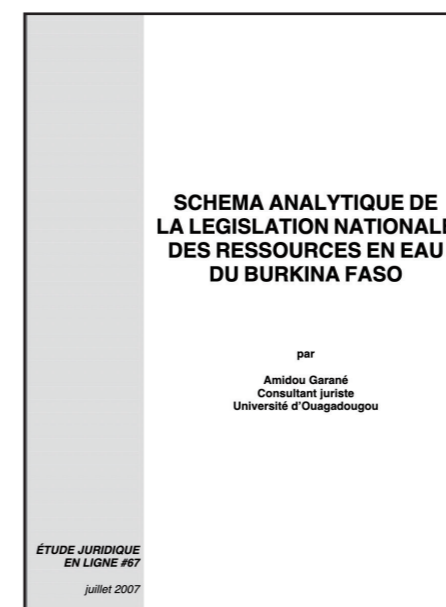 SCHEMA ANALYTIQUE DE
LA LEGISLATION NATIONALE
DES RESSOURCES EN EAU
DU BURKINA FASO
par
Amidou Garané
Consultant juriste
Université d'Ouagadougou
ÉTUDE JURIDIQUE
EN LIGNE #67
juillet 2007